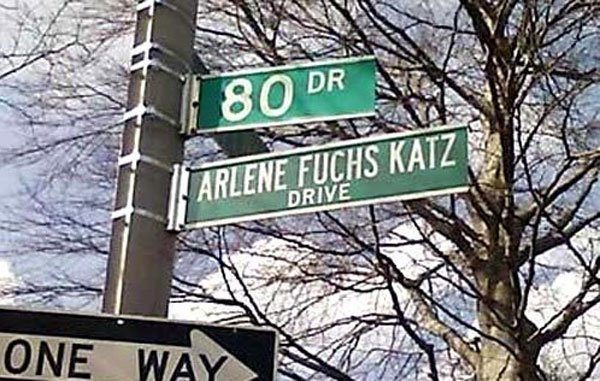 80 DR
ARLENE FUCHS KATZ
DRIVE
ONE WAY